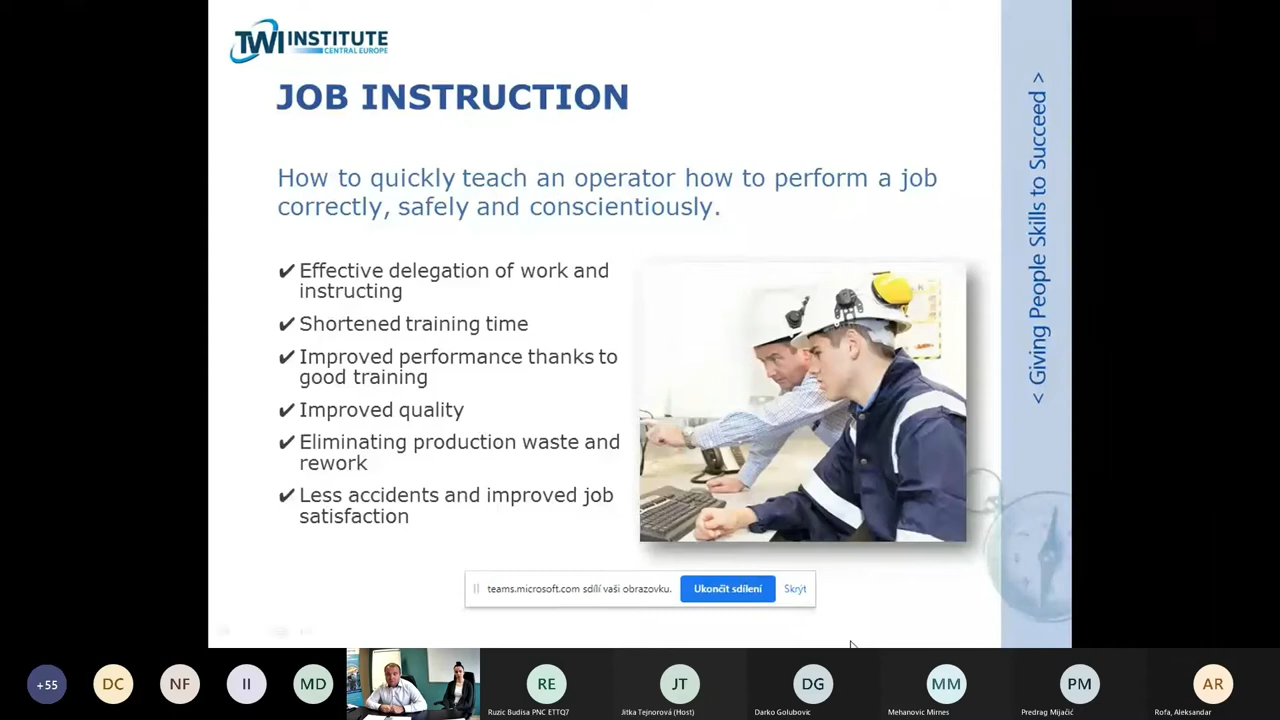 TWI INSTITUTE
CENTRAL EUROPE
JOB INSTRUCTION
How to quickly teach an operator how to perform a job
correctly, safely and conscientiously.
✔ Effective delegation of work and
instructing
✔ Shortened training time
✔ Improved performance thanks to
good training
✔ Improved quality
✔ Eliminating production waste and
rework
✔ Less accidents and improved job
satisfaction
< Giving People Skills to Succeed >
teams.microsoft.com sdílí vaši obrazovku. Ukončit sdílení Skrýt
+55 DC NF II MD RE JT DG MM PM AR
Ruzic Budisa PNC ETTQ7 Jitka Tejnorová (Host) Darko Golubovic Mehanovic Mirnes Predrag Mijačić Rofa, Aleksandar